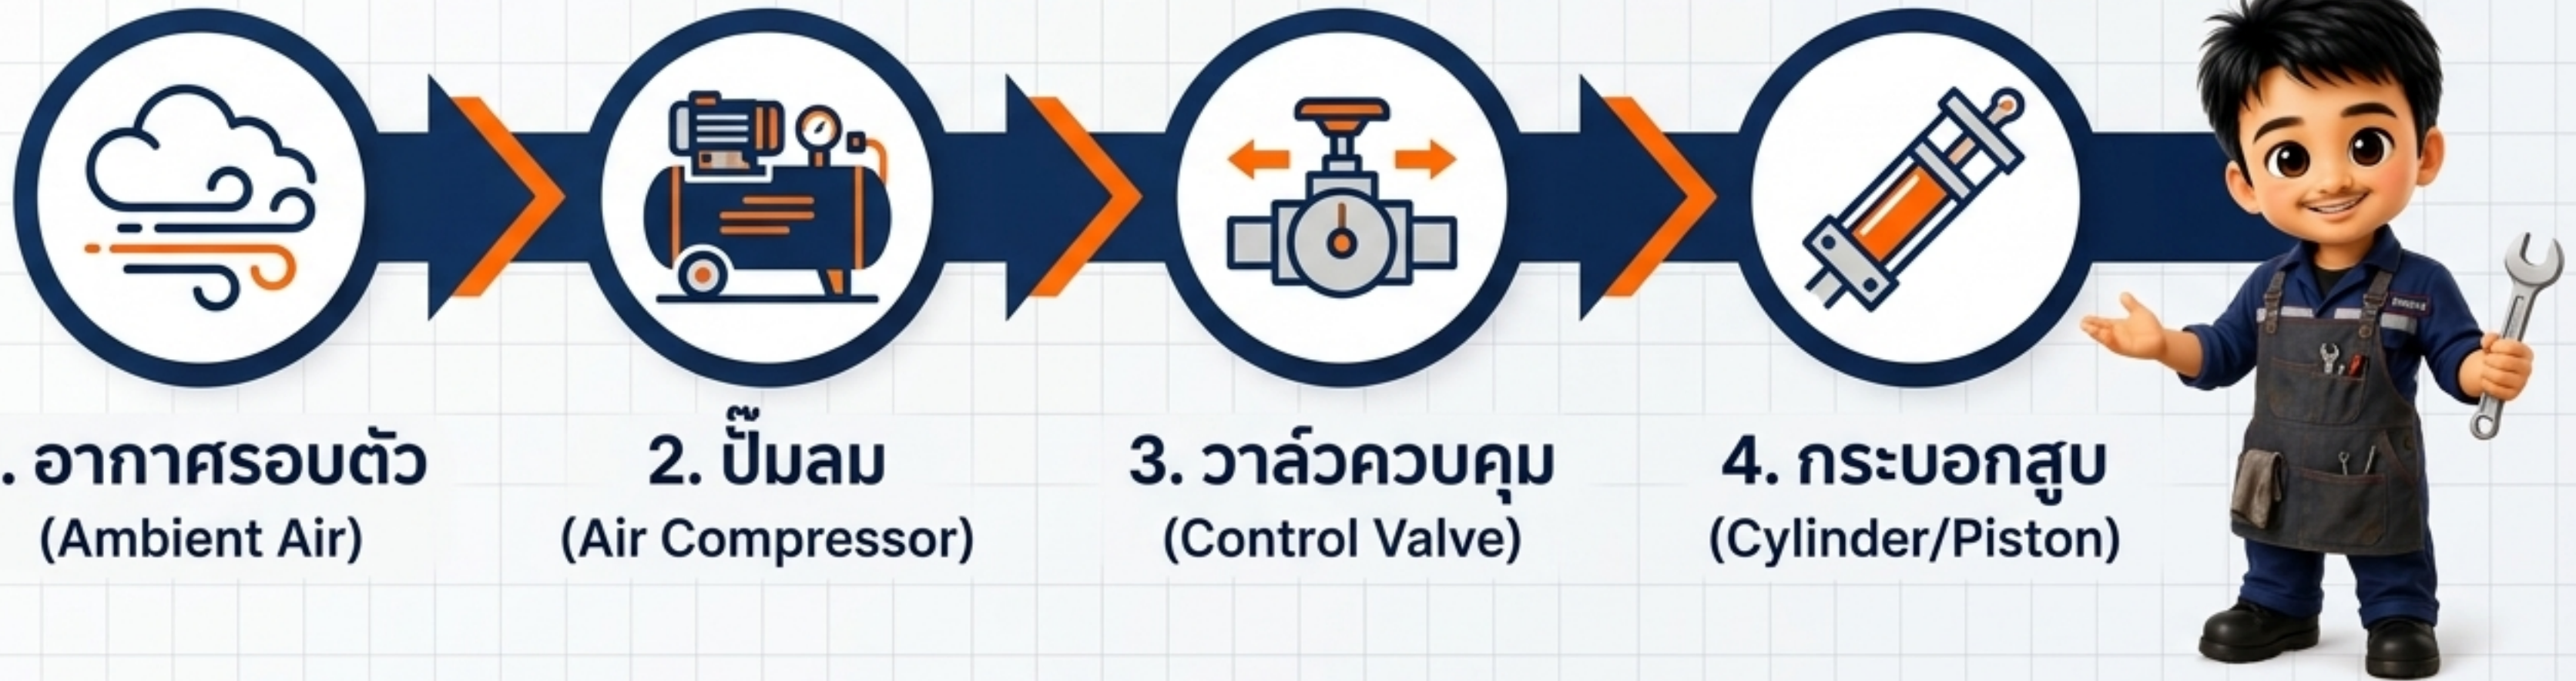 . อากาศรอบตัว
(Ambient Air)
2. ปั๊มลม
(Air Compressor)
3. วาล์วควบคุม
(Control Valve)
4. กระบอกสูบ
(Cylinder/Piston)